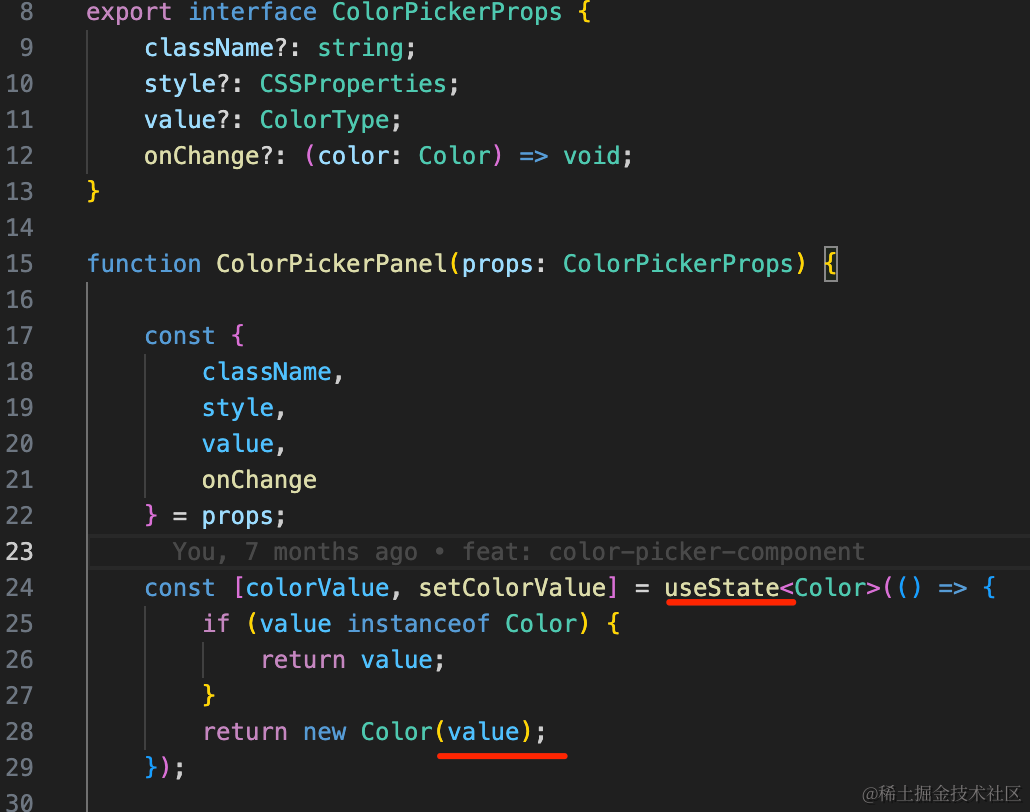 8 export interface ColorPickerProps {
9 className?: string;
10 style?: CSSProperties;
11 value?: ColorType;
12 onChange?: (color: Color) => void;
13 }
14
15 function ColorPickerPanel(props: ColorPickerProps) {
16
17 const {
18 className,
19 style,
20 value,
21 onChange
22 } = props;
23 You, 7 months ago • feat: color-picker-component
24 const [colorValue, setColorValue] = useState<Color>(() => {
25 if (value instanceof Color) {
26 return value;
27 }
28 return new Color(value);
29 });
30
@稀土掘金技术社区